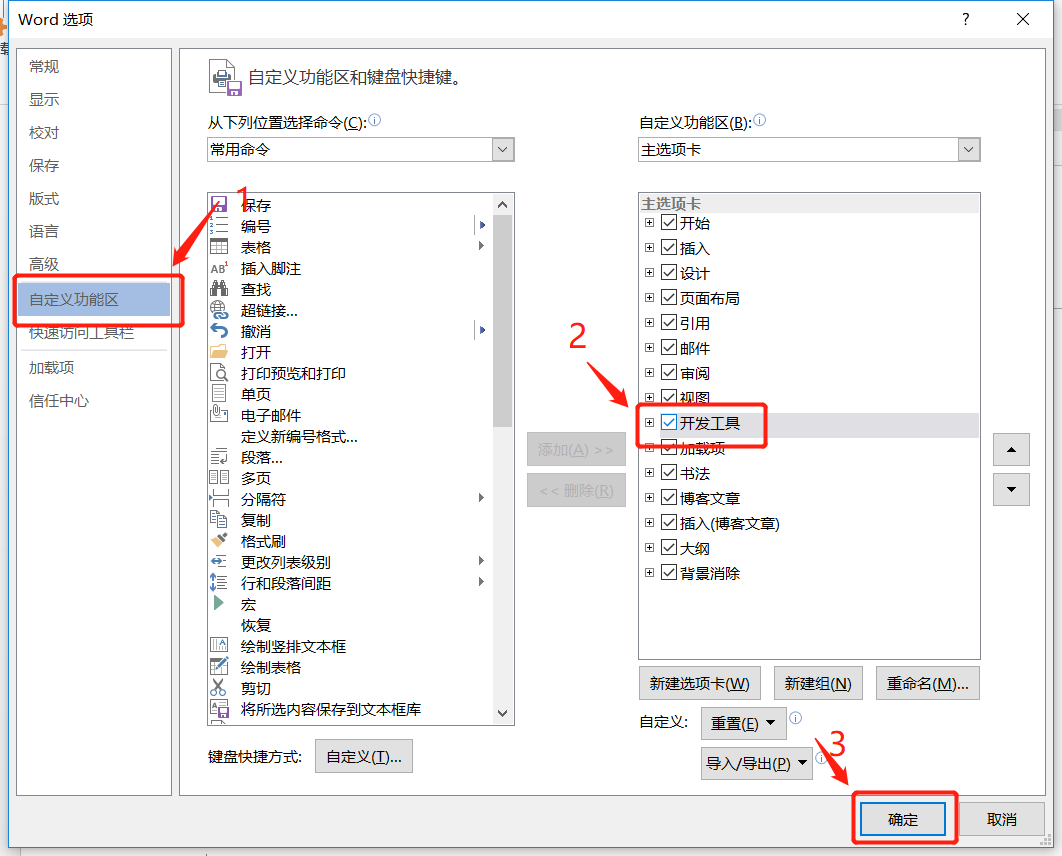 Word 选项
?
常规
显示
校对
保存
版式
语言
高级
自定义功能区
快速访问工具栏
加载项
信任中心
自定义功能区和键盘快捷键。
从下列位置选择命令(C):
常用命令
1
保存
编号
表格
AB1 插入脚注
查找
超链接...
撤消
打开
打印预览和打印
单页
电子邮件
定义新编号格式...
段落...
多页
分隔符
复制
格式刷
更改列表级别
行和段落间距
宏
恢复
绘制竖排文本框
绘制表格
剪切
将所选内容保存到文本框库
键盘快捷方式: 自定义(T)...
添加(A) >>
<< 删除(R)
自定义功能区(B):
主选项卡
主选项卡
开始
插入
设计
页面布局
引用
邮件
审阅
视图
2
开发工具
加载项
书法
博客文章
插入(博客文章)
大纲
背景消除
新建选项卡(W) 新建组(N) 重命名(M)...
自定义: 重置(E)
导入/导出(P)
3
确定 取消